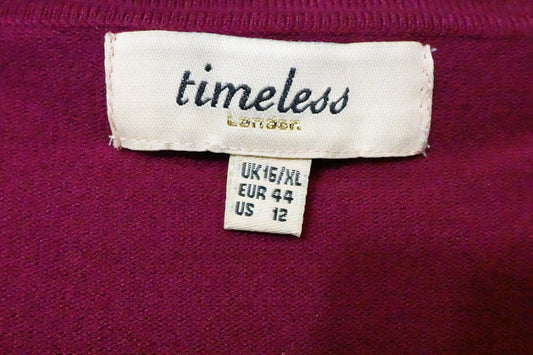 timeless
London
UK16/XL
EUR 44
US 12